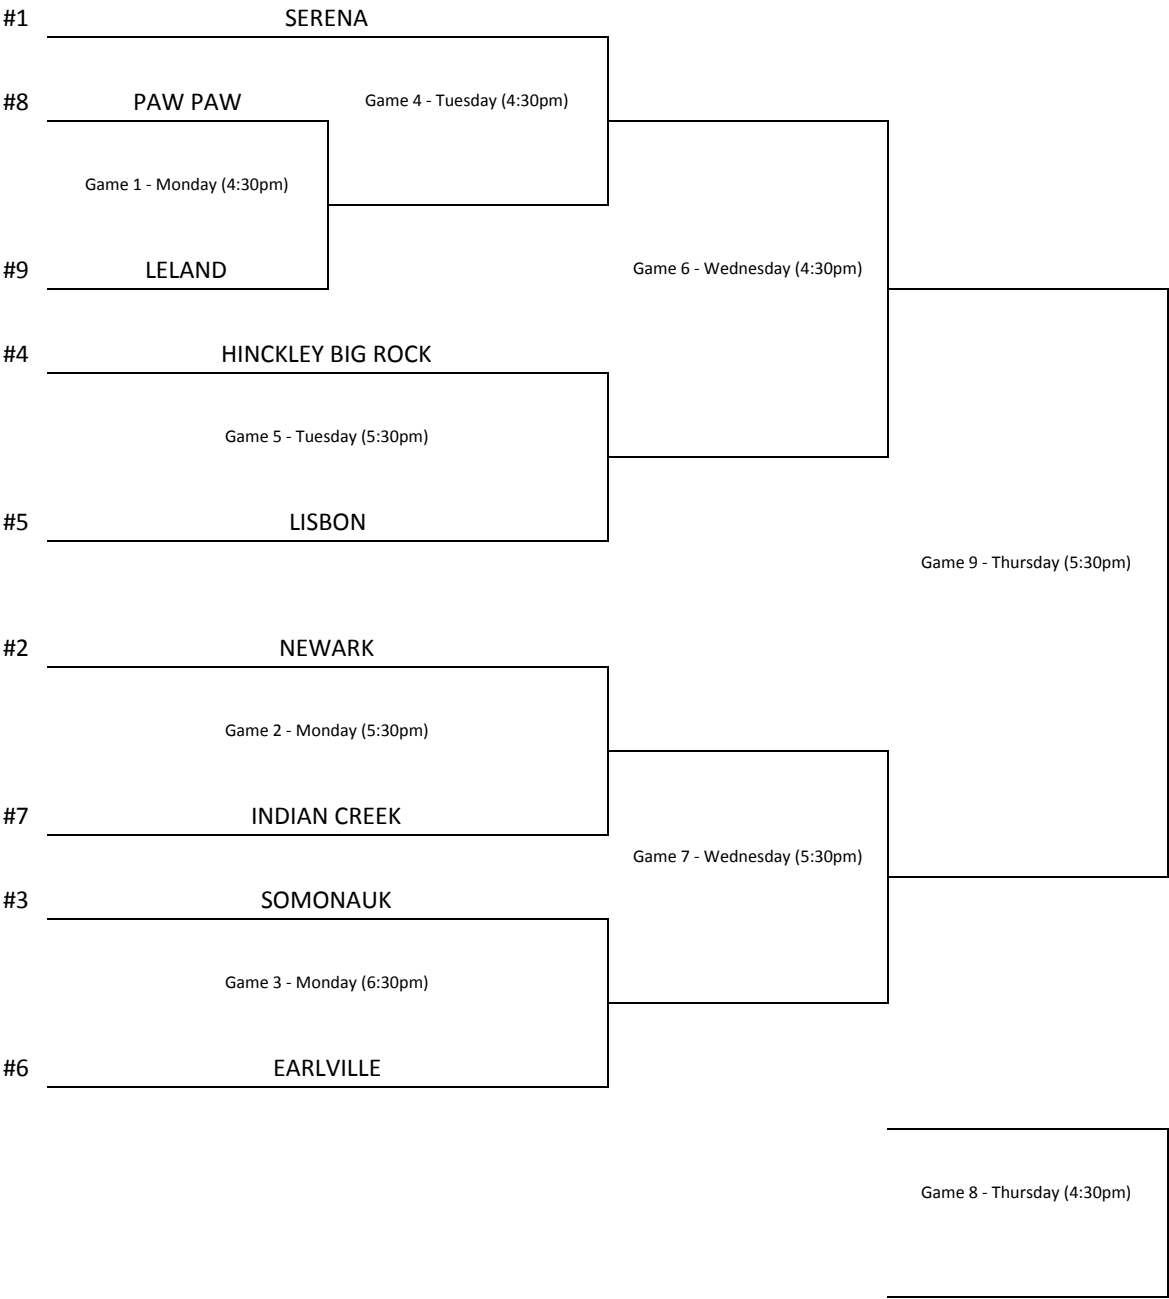 #1 SERENA
#8 PAW PAW
Game 4 - Tuesday (4:30pm)
Game 1 - Monday (4:30pm)
#9 LELAND
Game 6 - Wednesday (4:30pm)
#4 HINCKLEY BIG ROCK
Game 5 - Tuesday (5:30pm)
#5 LISBON
Game 9 - Thursday (5:30pm)
#2 NEWARK
Game 2 - Monday (5:30pm)
#7 INDIAN CREEK
Game 7 - Wednesday (5:30pm)
#3 SOMONAUK
Game 3 - Monday (6:30pm)
#6 EARLVILLE
Game 8 - Thursday (4:30pm)